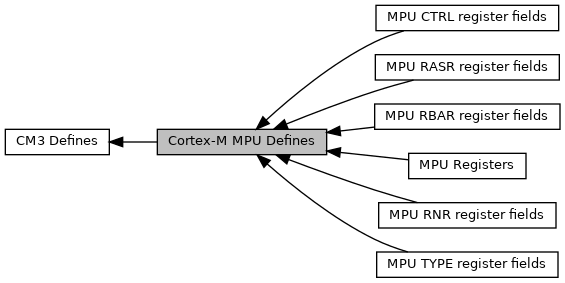 MPU CTRL register fields
MPU RASR register fields
MPU RBAR register fields
CM3 Defines
Cortex-M MPU Defines
MPU Registers
MPU RNR register fields
MPU TYPE register fields